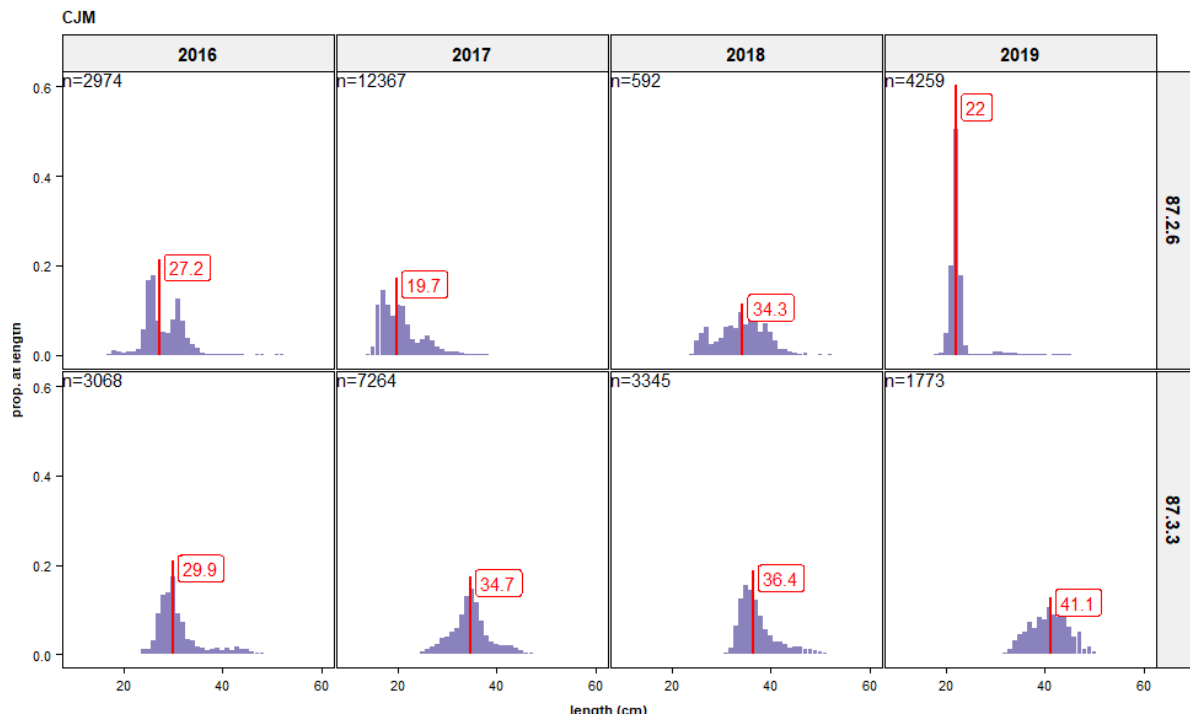 CJM
2016 2017 2018 2019
n=2974 n=12367 n=592 n=4259
0.6
0.4
0.2
0.0
27.2 19.7 34.3 22
87.2.6
prop. at length
n=3068 n=7264 n=3345 n=1773
0.6
0.4
0.2
0.0
29.9 34.7 36.4 41.1
87.3.3
20 40 60 20 40 60 20 40 60 20 40 60
length (cm)